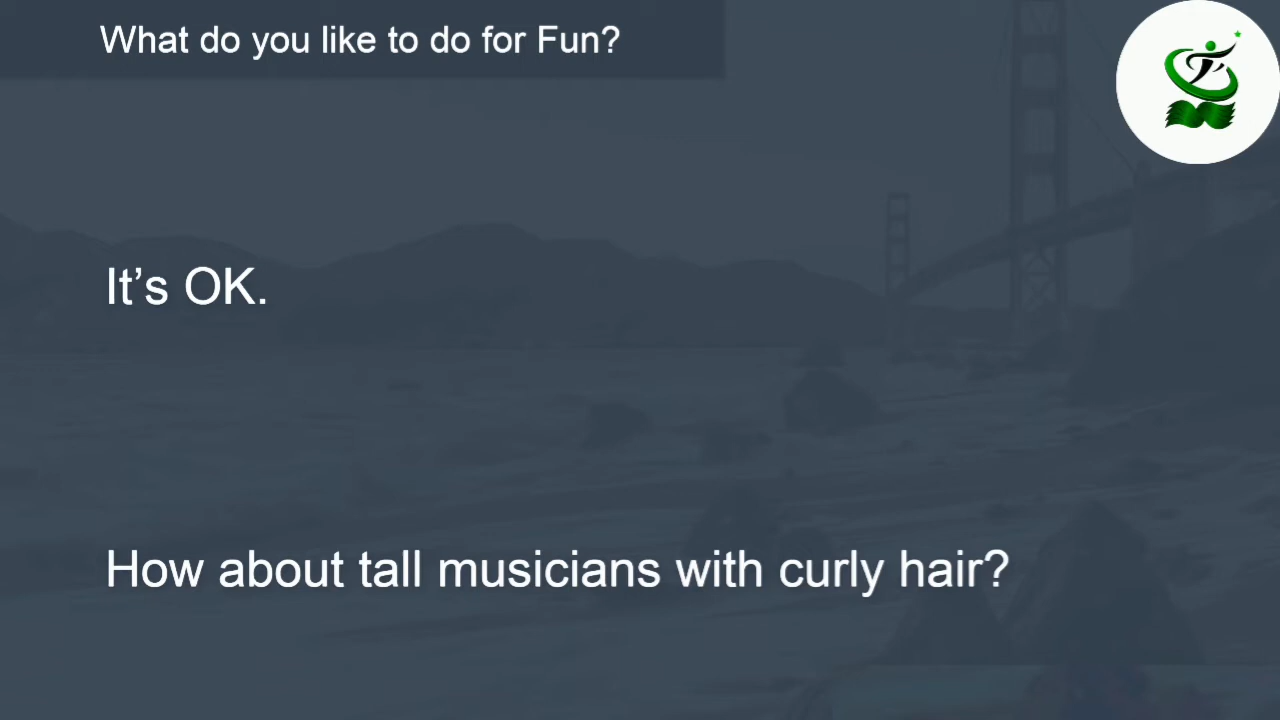 What do you like to do for Fun?
It’s OK.
How about tall musicians with curly hair?